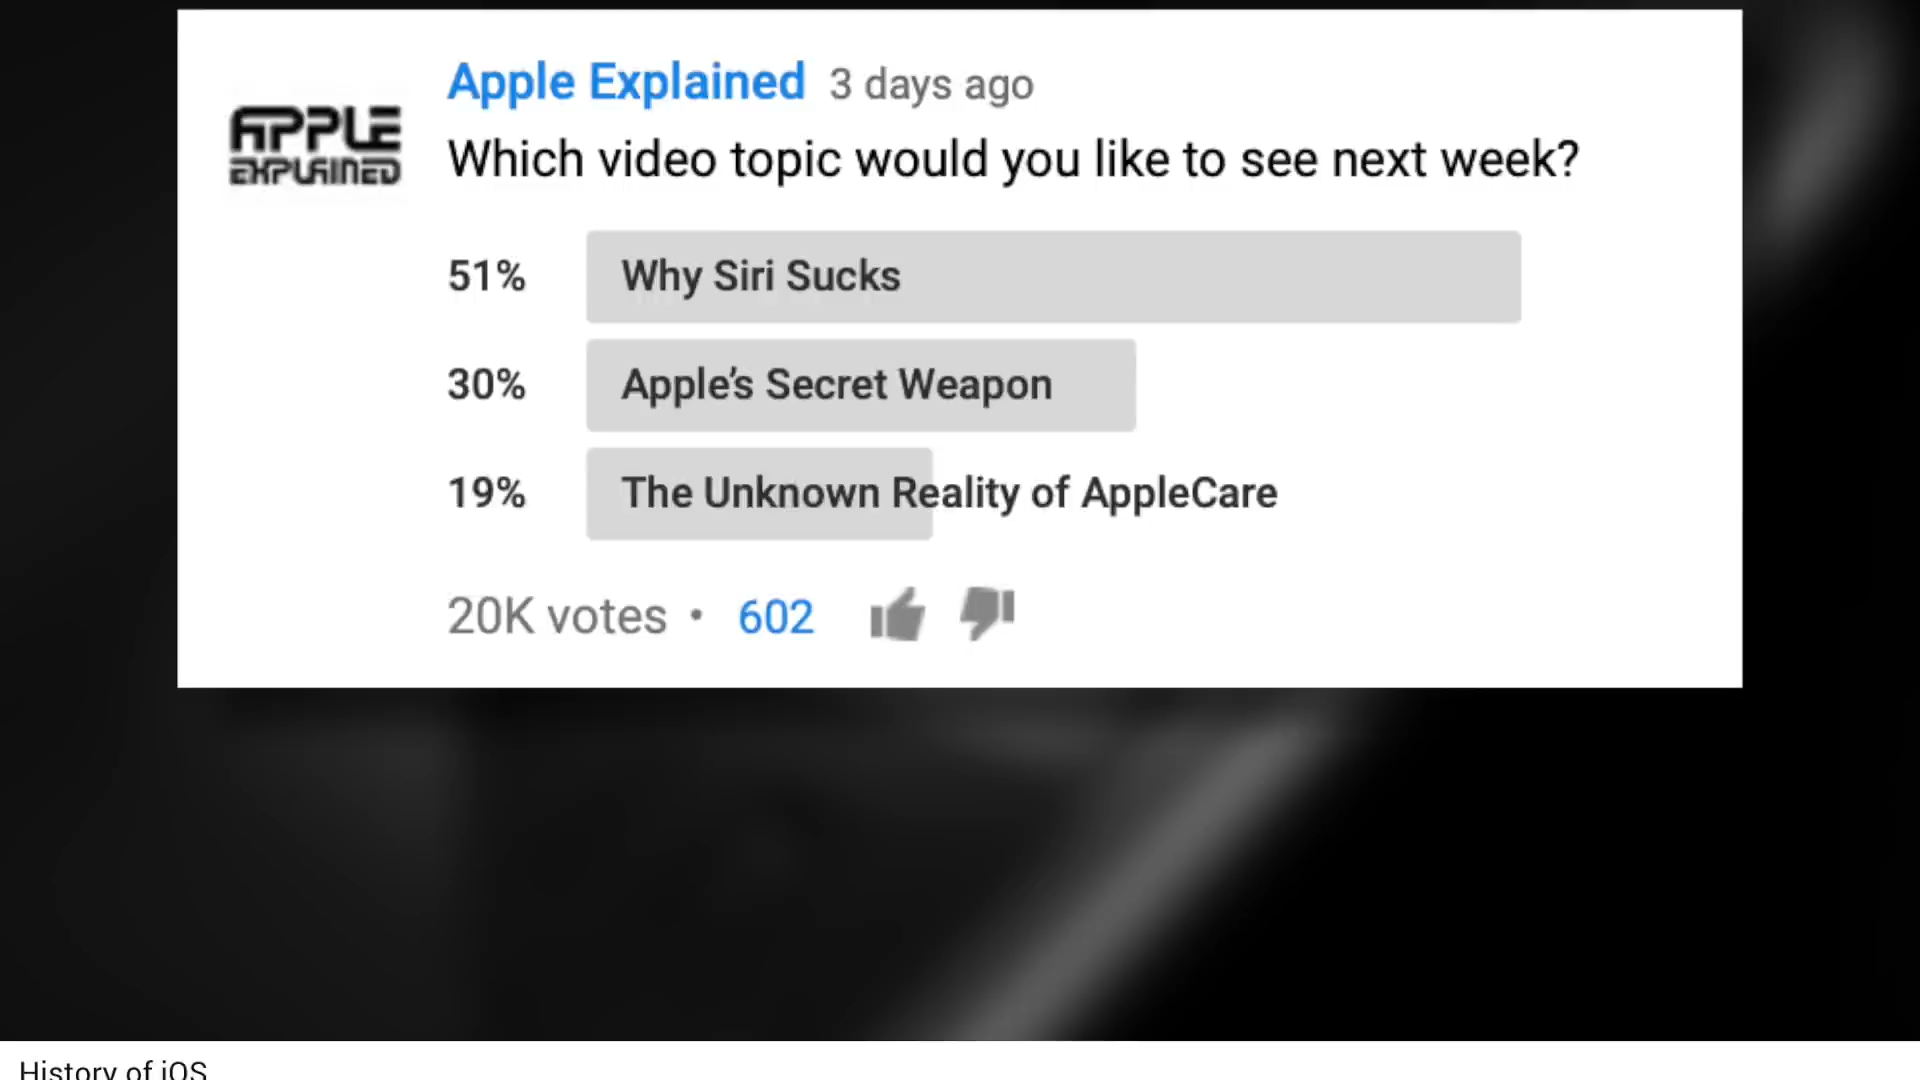 Apple Explained 3 days ago
APPLE
EXPLAINED
Which video topic would you like to see next week?
51% Why Siri Sucks
30% Apple’s Secret Weapon
19% The Unknown Reality of AppleCare
20K votes • 602
History of iOS